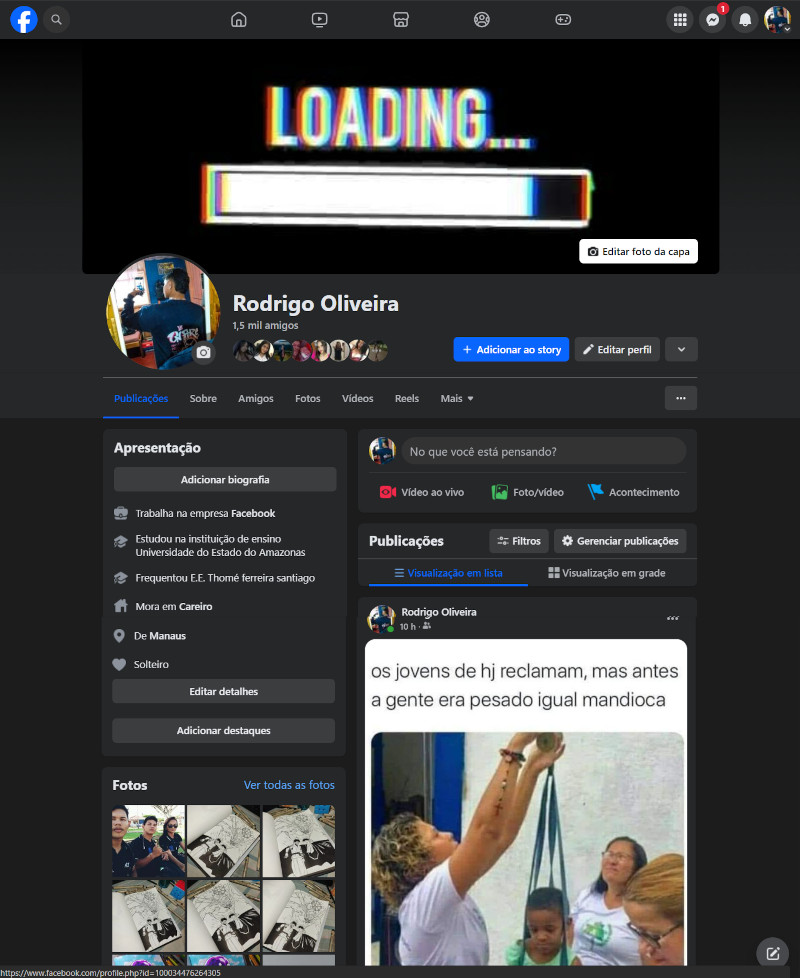 1
LOADING...
Editar foto da capa
Rodrigo Oliveira
1,5 mil amigos
+ Adicionar ao story
Editar perfil
Publicações
Sobre
Amigos
Fotos
Vídeos
Reels
Mais
Apresentação
Adicionar biografia
Trabalha na empresa Facebook
Estudou na instituição de ensino
Universidade do Estado do Amazonas
Frequentou E.E. Thomé ferreira santiago
Mora em Careiro
De Manaus
Solteiro
Editar detalhes
Adicionar destaques
Fotos
Ver todas as fotos
No que você está pensando?
Vídeo ao vivo
Foto/vídeo
Acontecimento
Publicações
Filtros
Gerenciar publicações
Visualização em lista
Visualização em grade
Rodrigo Oliveira
10 h ·
os jovens de hj reclamam, mas antes
a gente era pesado igual mandioca
https://www.facebook.com/profile.php?id=100034476264305